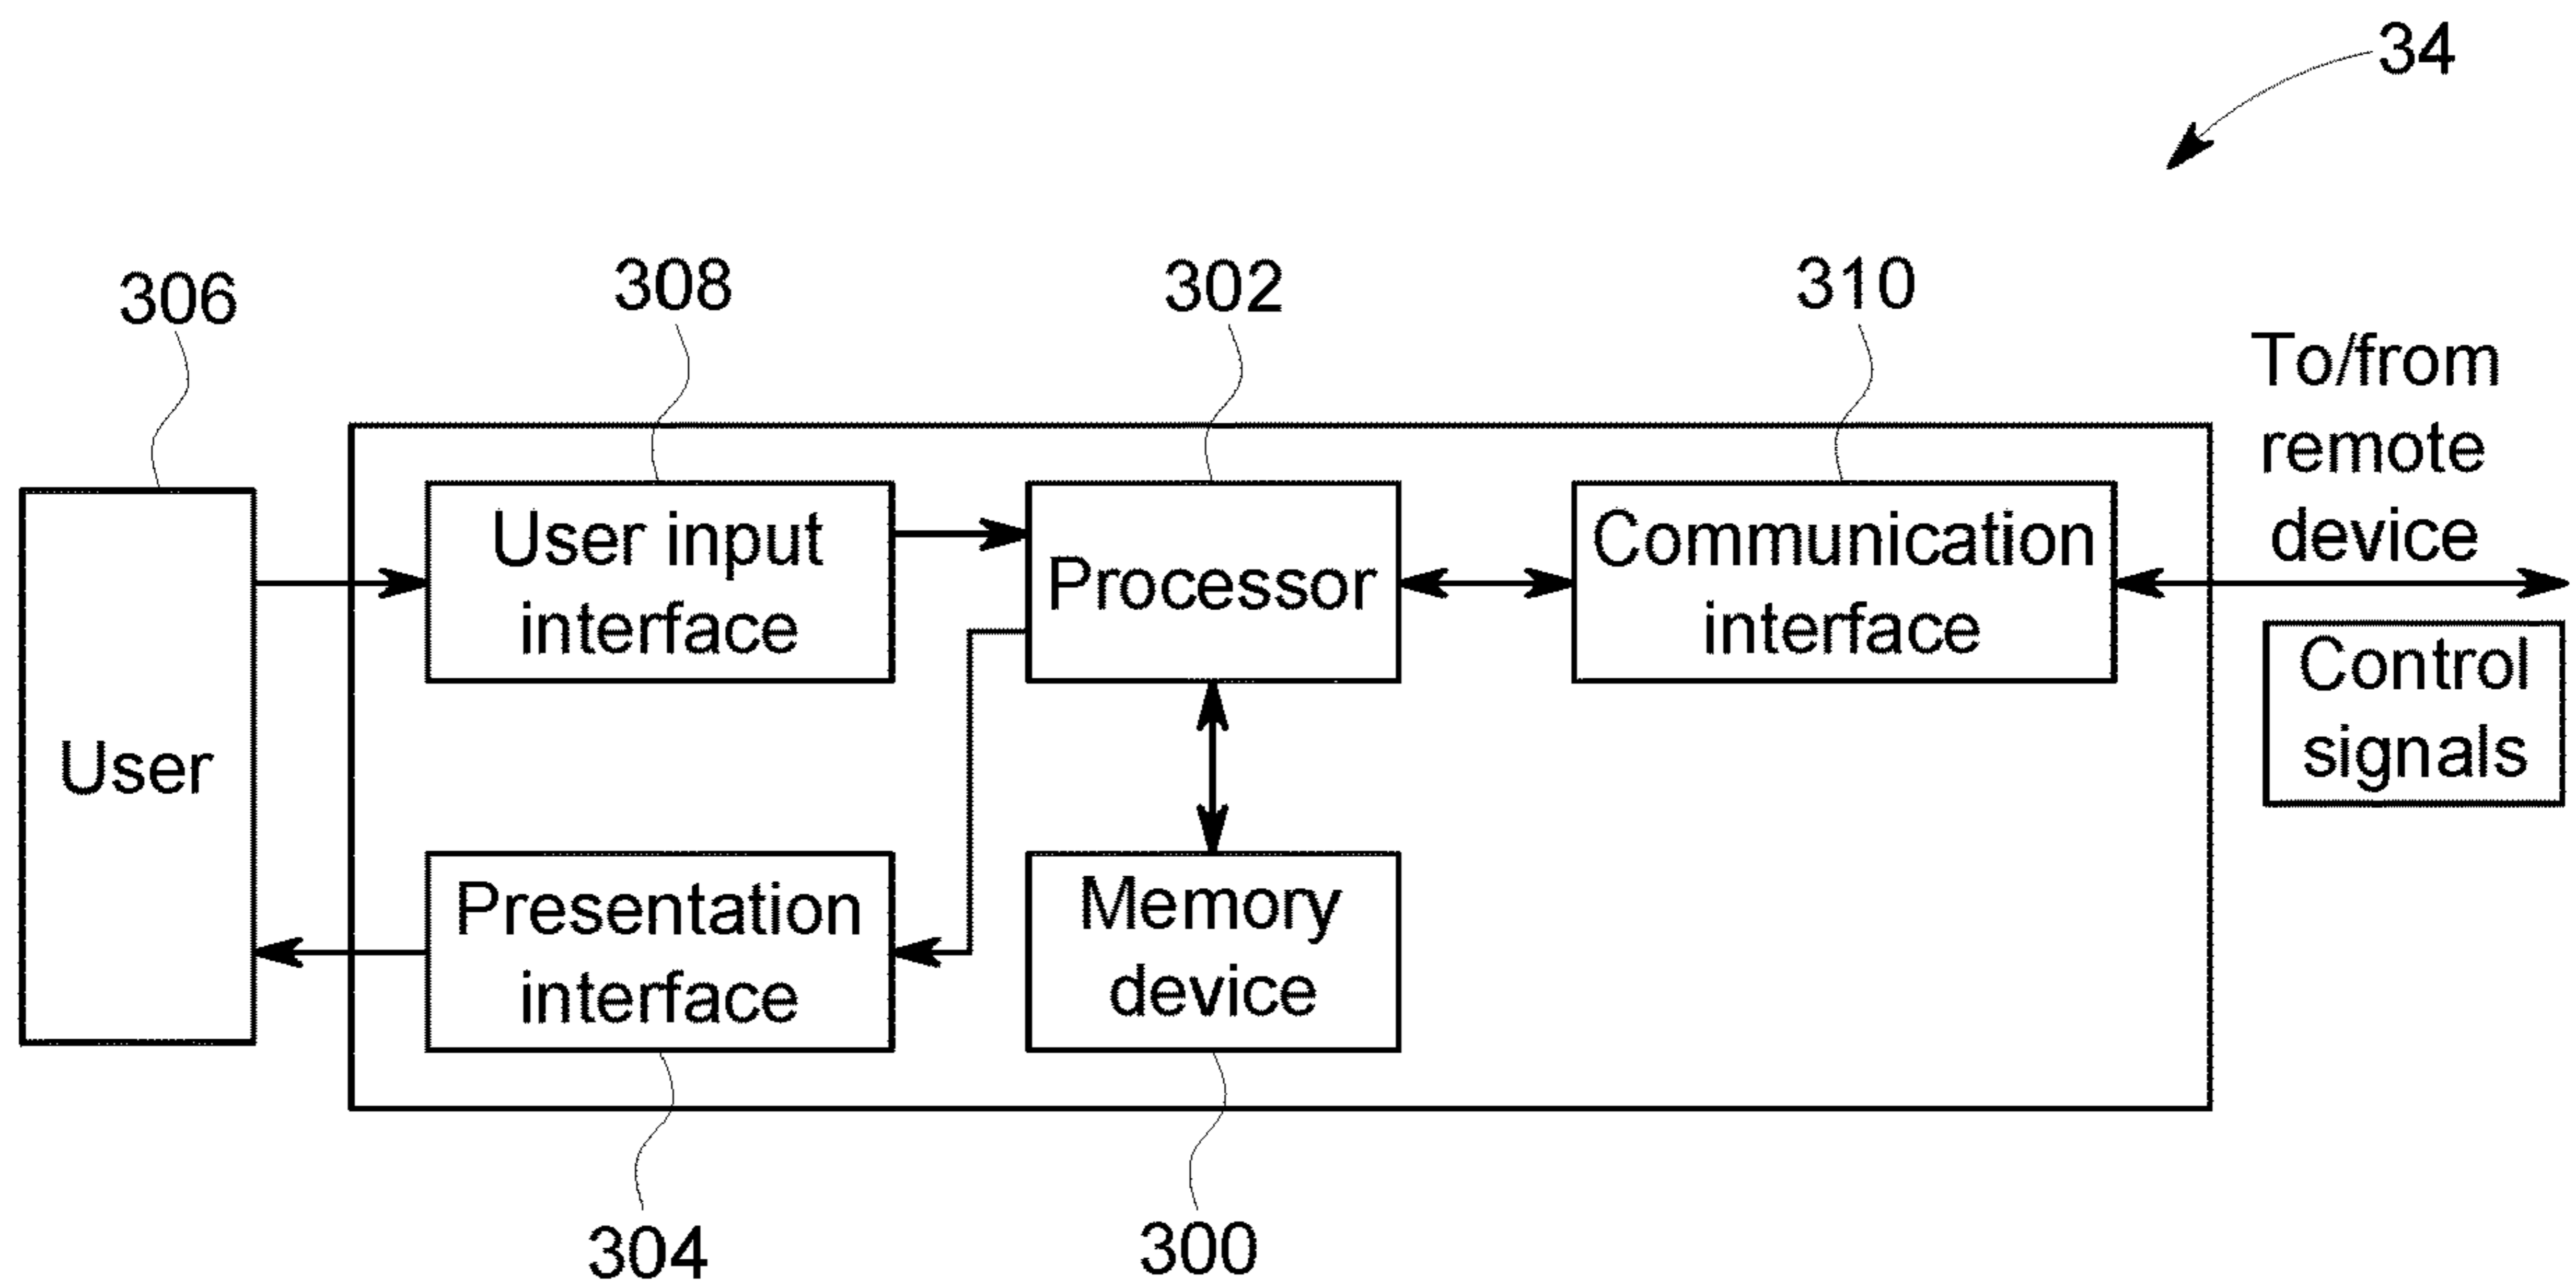 34
306
308
302
310
To/from
remote
device
User input
interface
Processor
Communication
interface
Control
signals
User
Presentation
interface
Memory
device
304
300